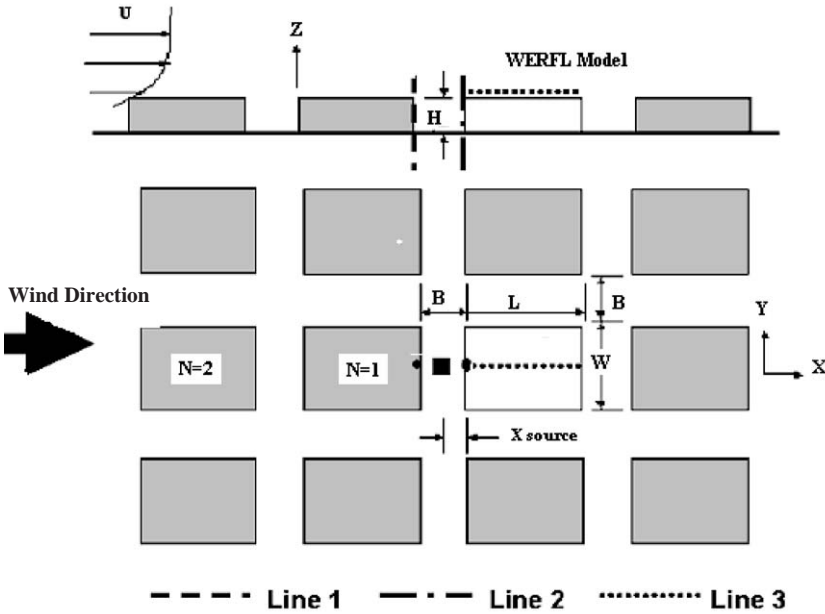 U
Z
WERFL Model
H
Wind Direction
B
L
B
Y
N=2
N=1
W
X
X source
Line 1
Line 2
Line 3